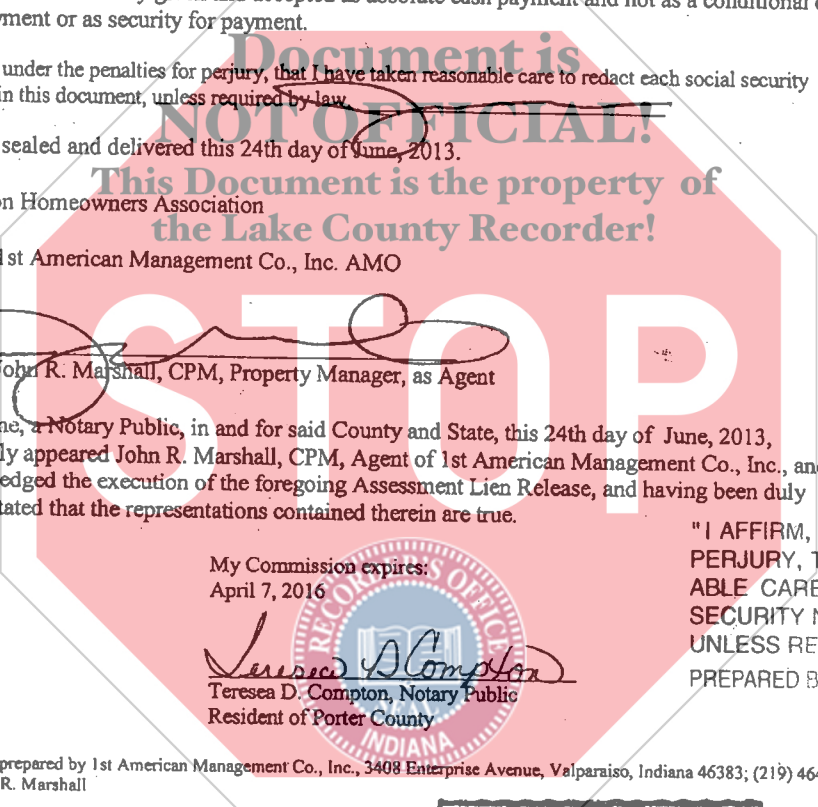 yment or as security for payment.
under the penalties for perjury, that I have taken reasonable care to redact each social security
in this document, unless required by law.
Document is
NOT OFFICIAL!
sealed and delivered this 24th day of June, 2013.
This Document is the property of
on Homeowners Association
the Lake County Recorder!
1st American Management Co., Inc. AMO
STOP
John R. Marshall, CPM, Property Manager, as Agent
me, a Notary Public, in and for said County and State, this 24th day of June, 2013,
ly appeared John R. Marshall, CPM, Agent of 1st American Management Co., Inc., and
edged the execution of the foregoing Assessment Lien Release, and having been duly
tated that the representations contained therein are true.
"I AFFIRM,
My Commission expires:
PERJURY, T
April 7, 2016
ABLE CARE
SECURITY N
UNLESS RE
PREPARED B
RECORDER'S OFFICE
SEAL
INDIANA
Teresea D Compton
Teresea D. Compton, Notary Public
Resident of Porter County
prepared by 1st American Management Co., Inc., 3408 Enterprise Avenue, Valparaiso, Indiana 46383; (219) 464
R. Marshall